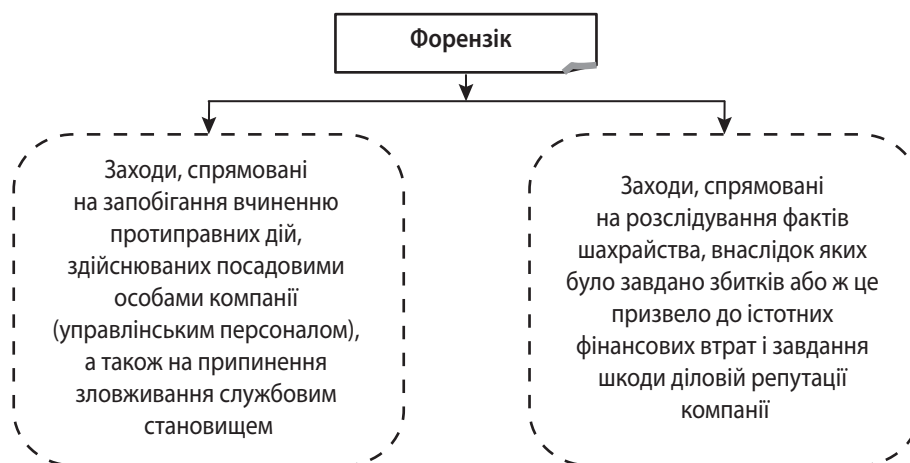 Форензік
Заходи, спрямовані
на запобігання вчиненню
протиправних дій,
здійснюваних посадовими
особами компанії
(управлінським персоналом),
а також на припинення
зловживання службовим
становищем
Заходи, спрямовані
на розслідування фактів
шахрайства, внаслідок яких
було завдано збитків або ж це
призвело до істотних
фінансових втрат і завдання
шкоди діловій репутації
компанії